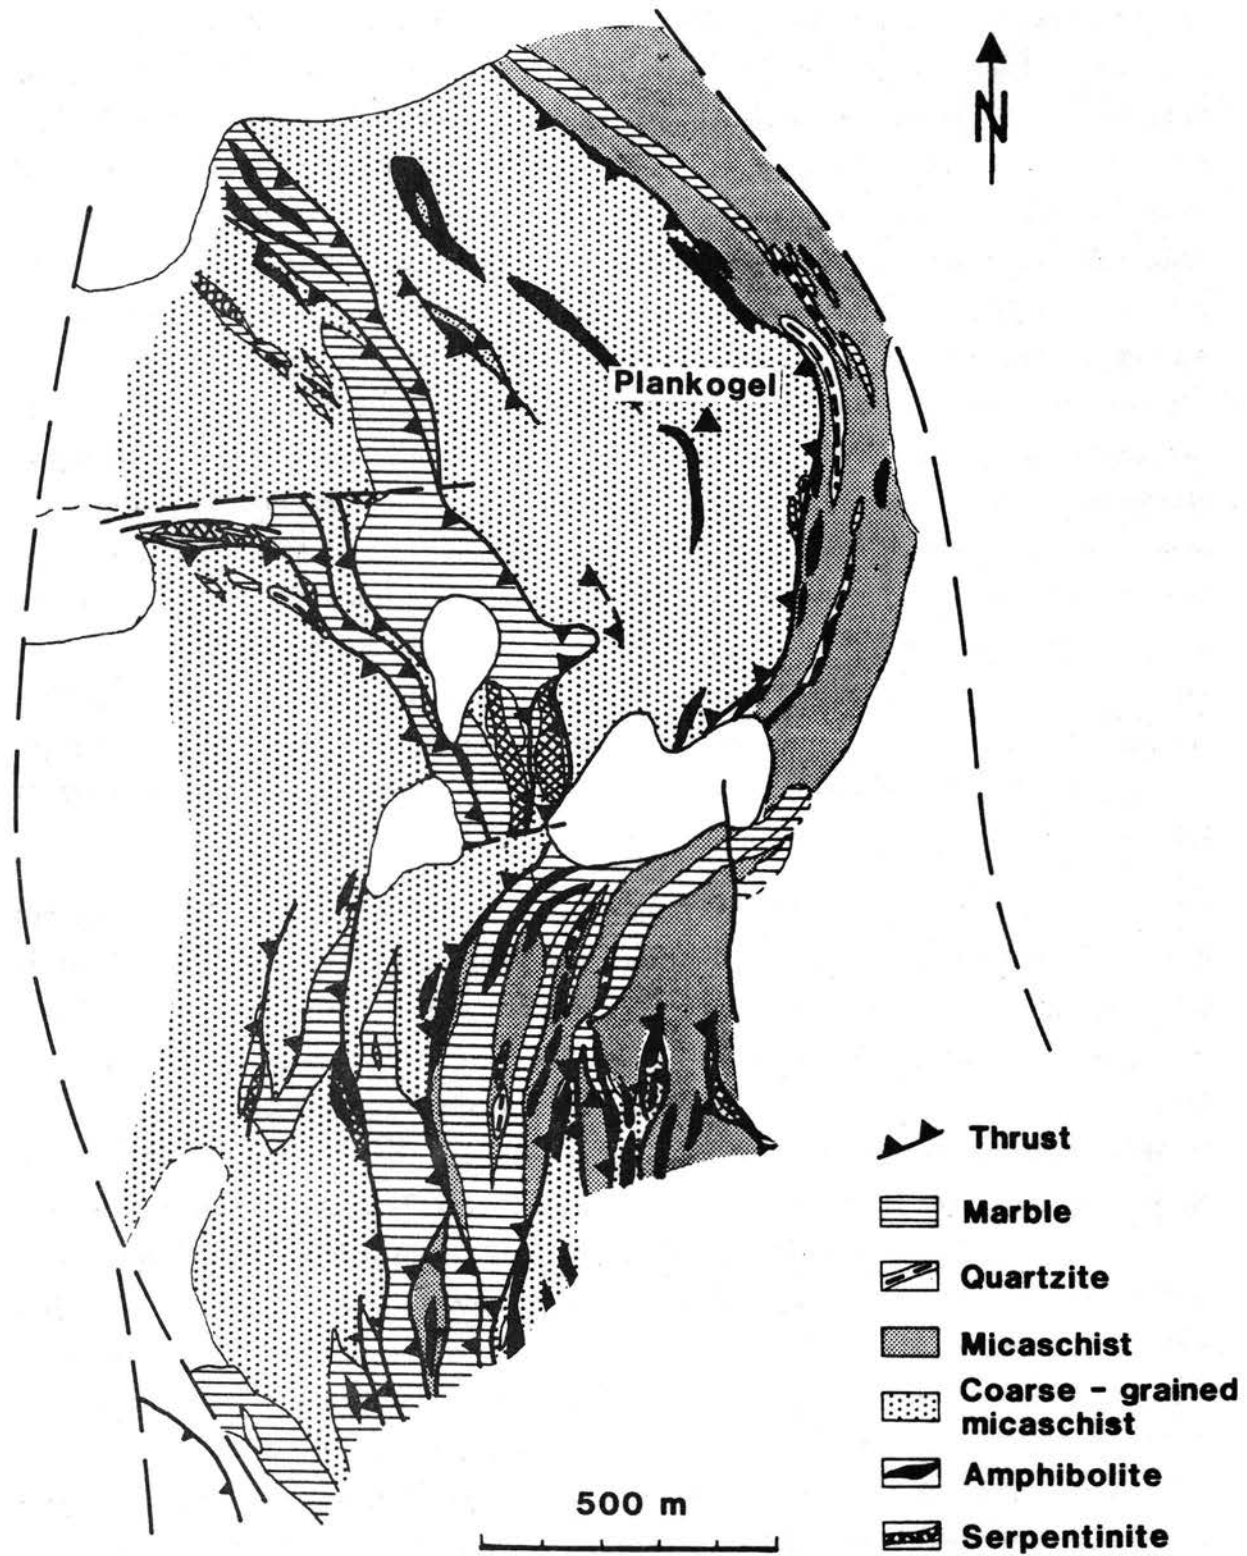 N
Plankogel
Thrust
Marble
Quartzite
Micaschist
Coarse - grained
micaschist
Amphibolite
Serpentinite
500 m